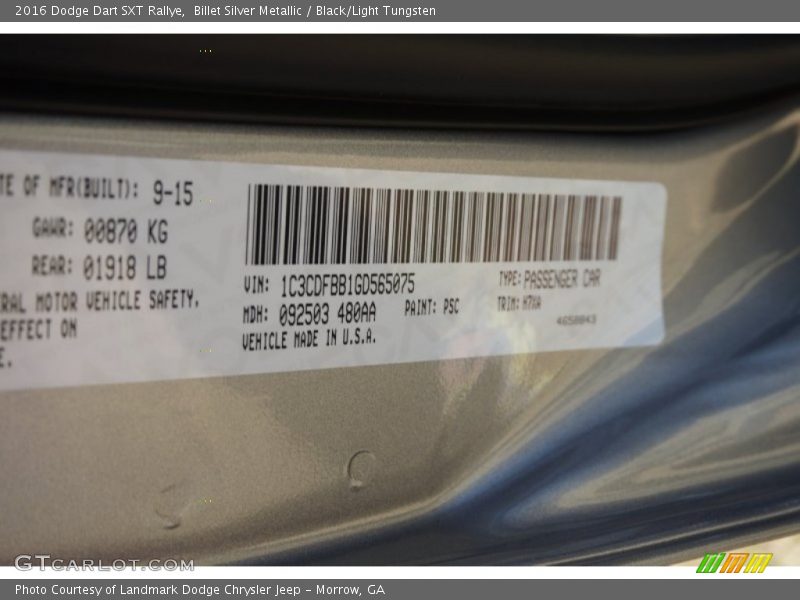 2016 Dodge Dart SXT Rallye, Billet Silver Metallic / Black/Light Tungsten
TE OF MFR(BUILT): 9-15
GAWR: 00870 KG
REAR: 01918 LB
RAL MOTOR VEHICLE SAFETY,
EFFECT ON
E.
VIN: 1C3CDFBB1GD565075
TYPE: PASSENGER CAR
MDH: 092503 480AA PAINT: PSC
TRIM: H7XA
VEHICLE MADE IN U.S.A.
4658843
GTCARLOT.COM
Photo Courtesy of Landmark Dodge Chrysler Jeep - Morrow, GA